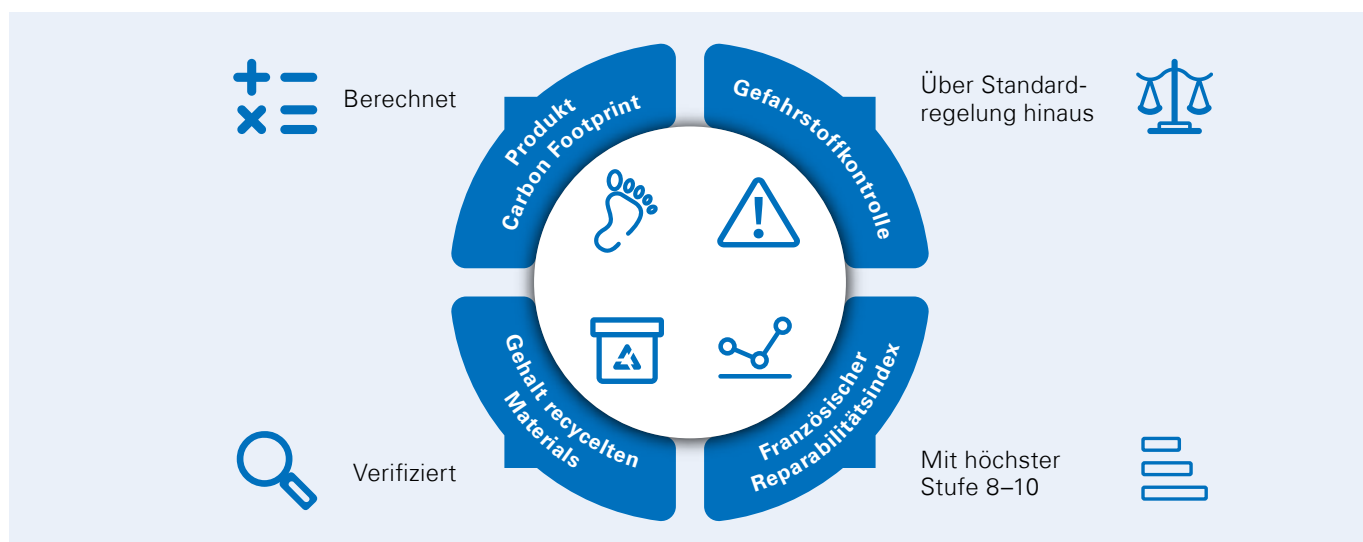 Berechnet
Produkt
Carbon Footprint
Gefahrstoffkontrolle
Über Standard-
regelung hinaus
Verifiziert
Gehalt recycelten
Materials
Französischer
Reparabilitätsindex
Mit höchster
Stufe 8–10